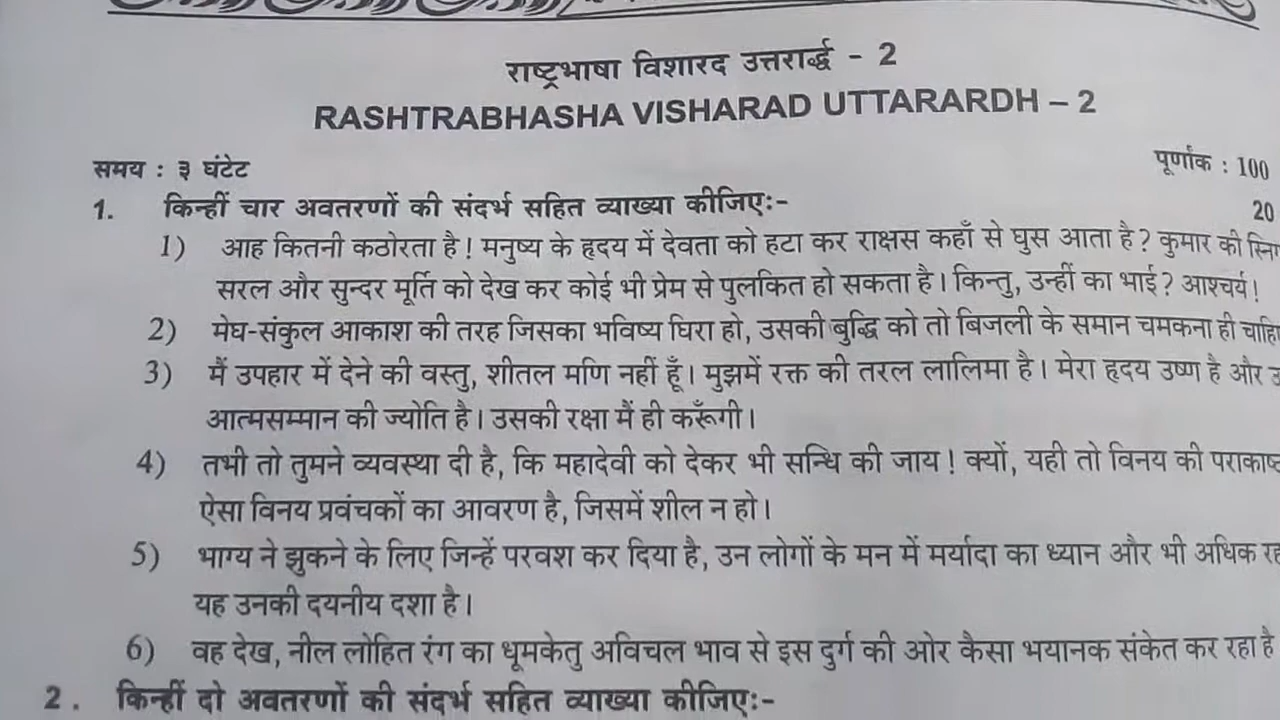 राष्ट्रभाषा विशारद उत्तरार्द्ध - 2
RASHTRABHASHA VISHARAD UTTARARDH – 2
समय : ३ घंटेट
पूर्णांक : 100
1. किन्हीं चार अवतरणों की संदर्भ सहित व्याख्या कीजिए:-
20
1) आह कितनी कठोरता है ! मनुष्य के हृदय में देवता को हटा कर राक्षस कहाँ से घुस आता है ? कुमार की
सरल और सुन्दर मूर्ति को देख कर कोई भी प्रेम से पुलकित हो सकता है। किन्तु, उन्हीं का भाई? आश्चर्य!
2) मेघ-संकुल आकाश की तरह जिसका भविष्य घिरा हो, उसकी बुद्धि को तो बिजली के समान चमकना ही
3) मैं उपहार में देने की वस्तु, शीतल मणि नहीं हूँ। मुझमें रक्त की तरल लालिमा है। मेरा हृदय उष्ण है और
आत्मसम्मान की ज्योति है। उसकी रक्षा मैं ही करूँगी।
4) तभी तो तुमने व्यवस्था दी है, कि महादेवी को देकर भी सन्धि की जाय ! क्यों, यही तो विनय की
ऐसा विनय प्रवंचकों का आवरण है, जिसमें शील न हो।
5) भाग्य ने झुकने के लिए जिन्हें परवश कर दिया है, उन लोगों के मन में मर्यादा का ध्यान और भी अधिक
यह उनकी दयनीय दशा है।
6) वह देख, नील लोहित रंग का धूमकेतु अविचल भाव से इस दुर्ग की ओर कैसा भयानक संकेत कर रहा है
2. किन्हीं दो अवतरणों की संदर्भ सहित व्याख्या कीजिए:-